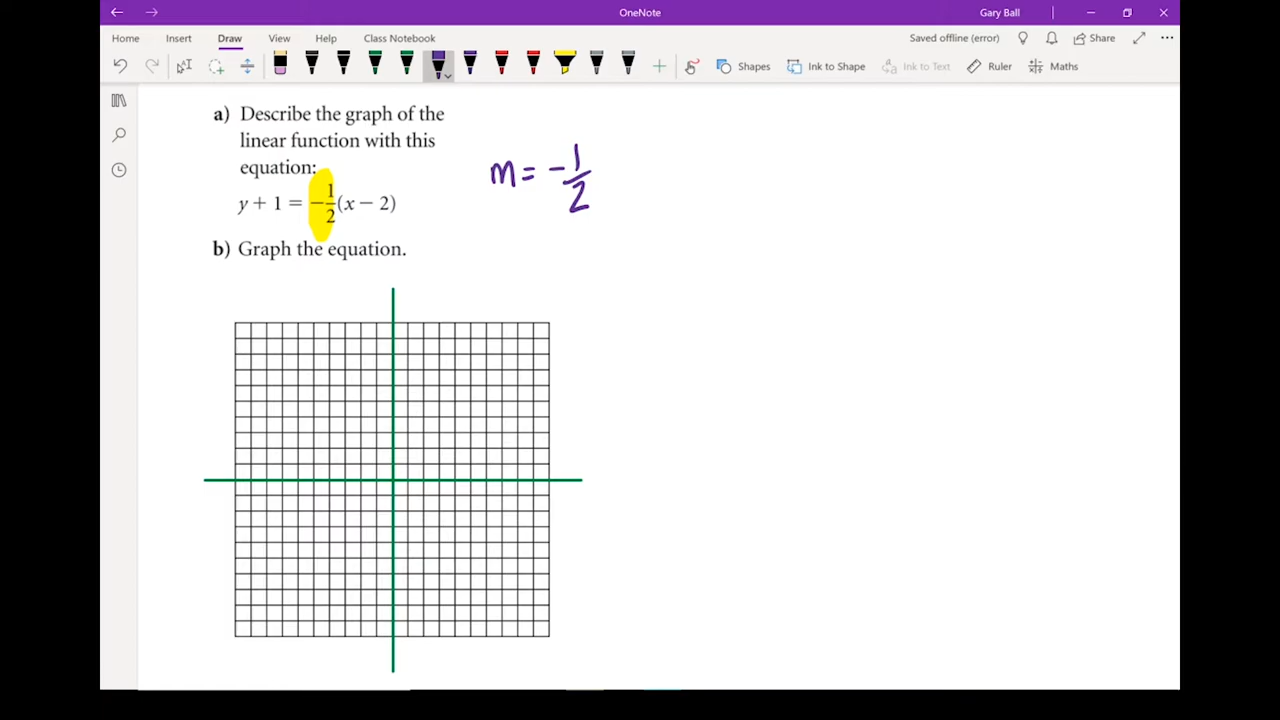 OneNote
Gary Ball
Home Insert Draw View Help Class Notebook
Saved offline (error) Share
Shapes Ink to Shape Ink to Text Ruler Maths
a) Describe the graph of the
linear function with this
equation:
y + 1 = −1/2(x − 2)
m = −1/2
b) Graph the equation.